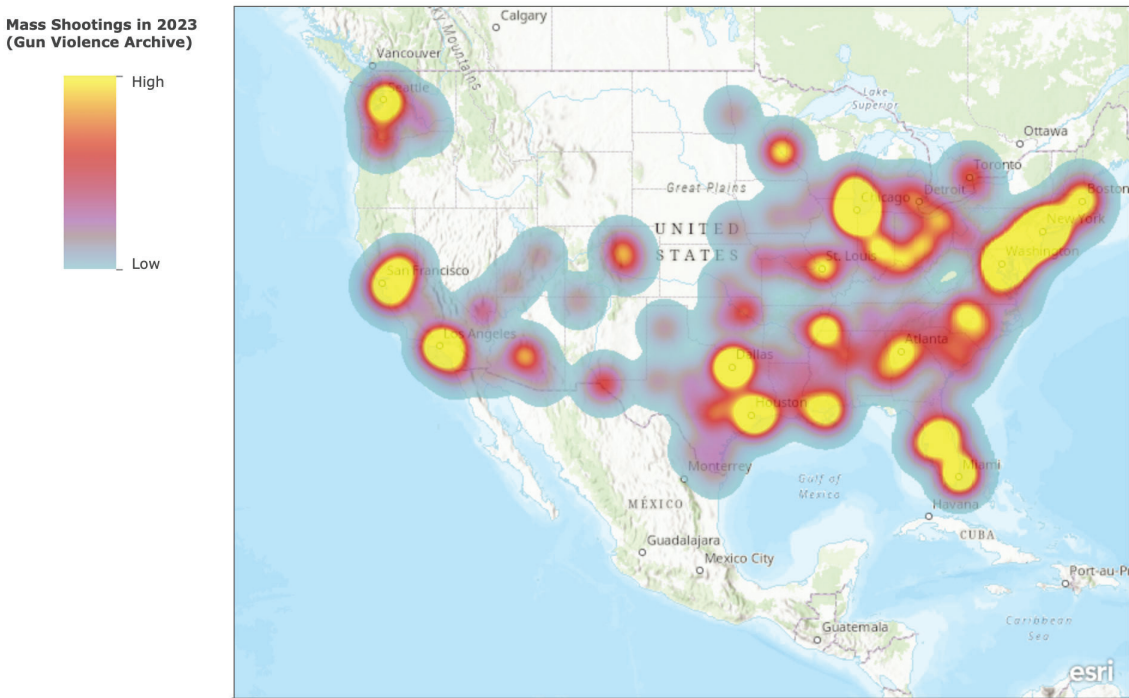 Mass Shootings in 2023
(Gun Violence Archive)
High
Low
Calgary
Vancouver
Mountains
Seattle
Lake
Superior
Ottawa
Toronto
Great Plains
Detroit
Boston
Chicago
New York
UNITED
STATES
Washington
St. Louis
San Francisco
Los Angeles
Atlanta
Dallas
Houston
Monterrey
Miami
Gulf of
Mexico
Havana
MÉXICO
CUBA
Guadalajara
Mexico City
Port-au-Pr
Caribbean
Sea
Guatemala
esri